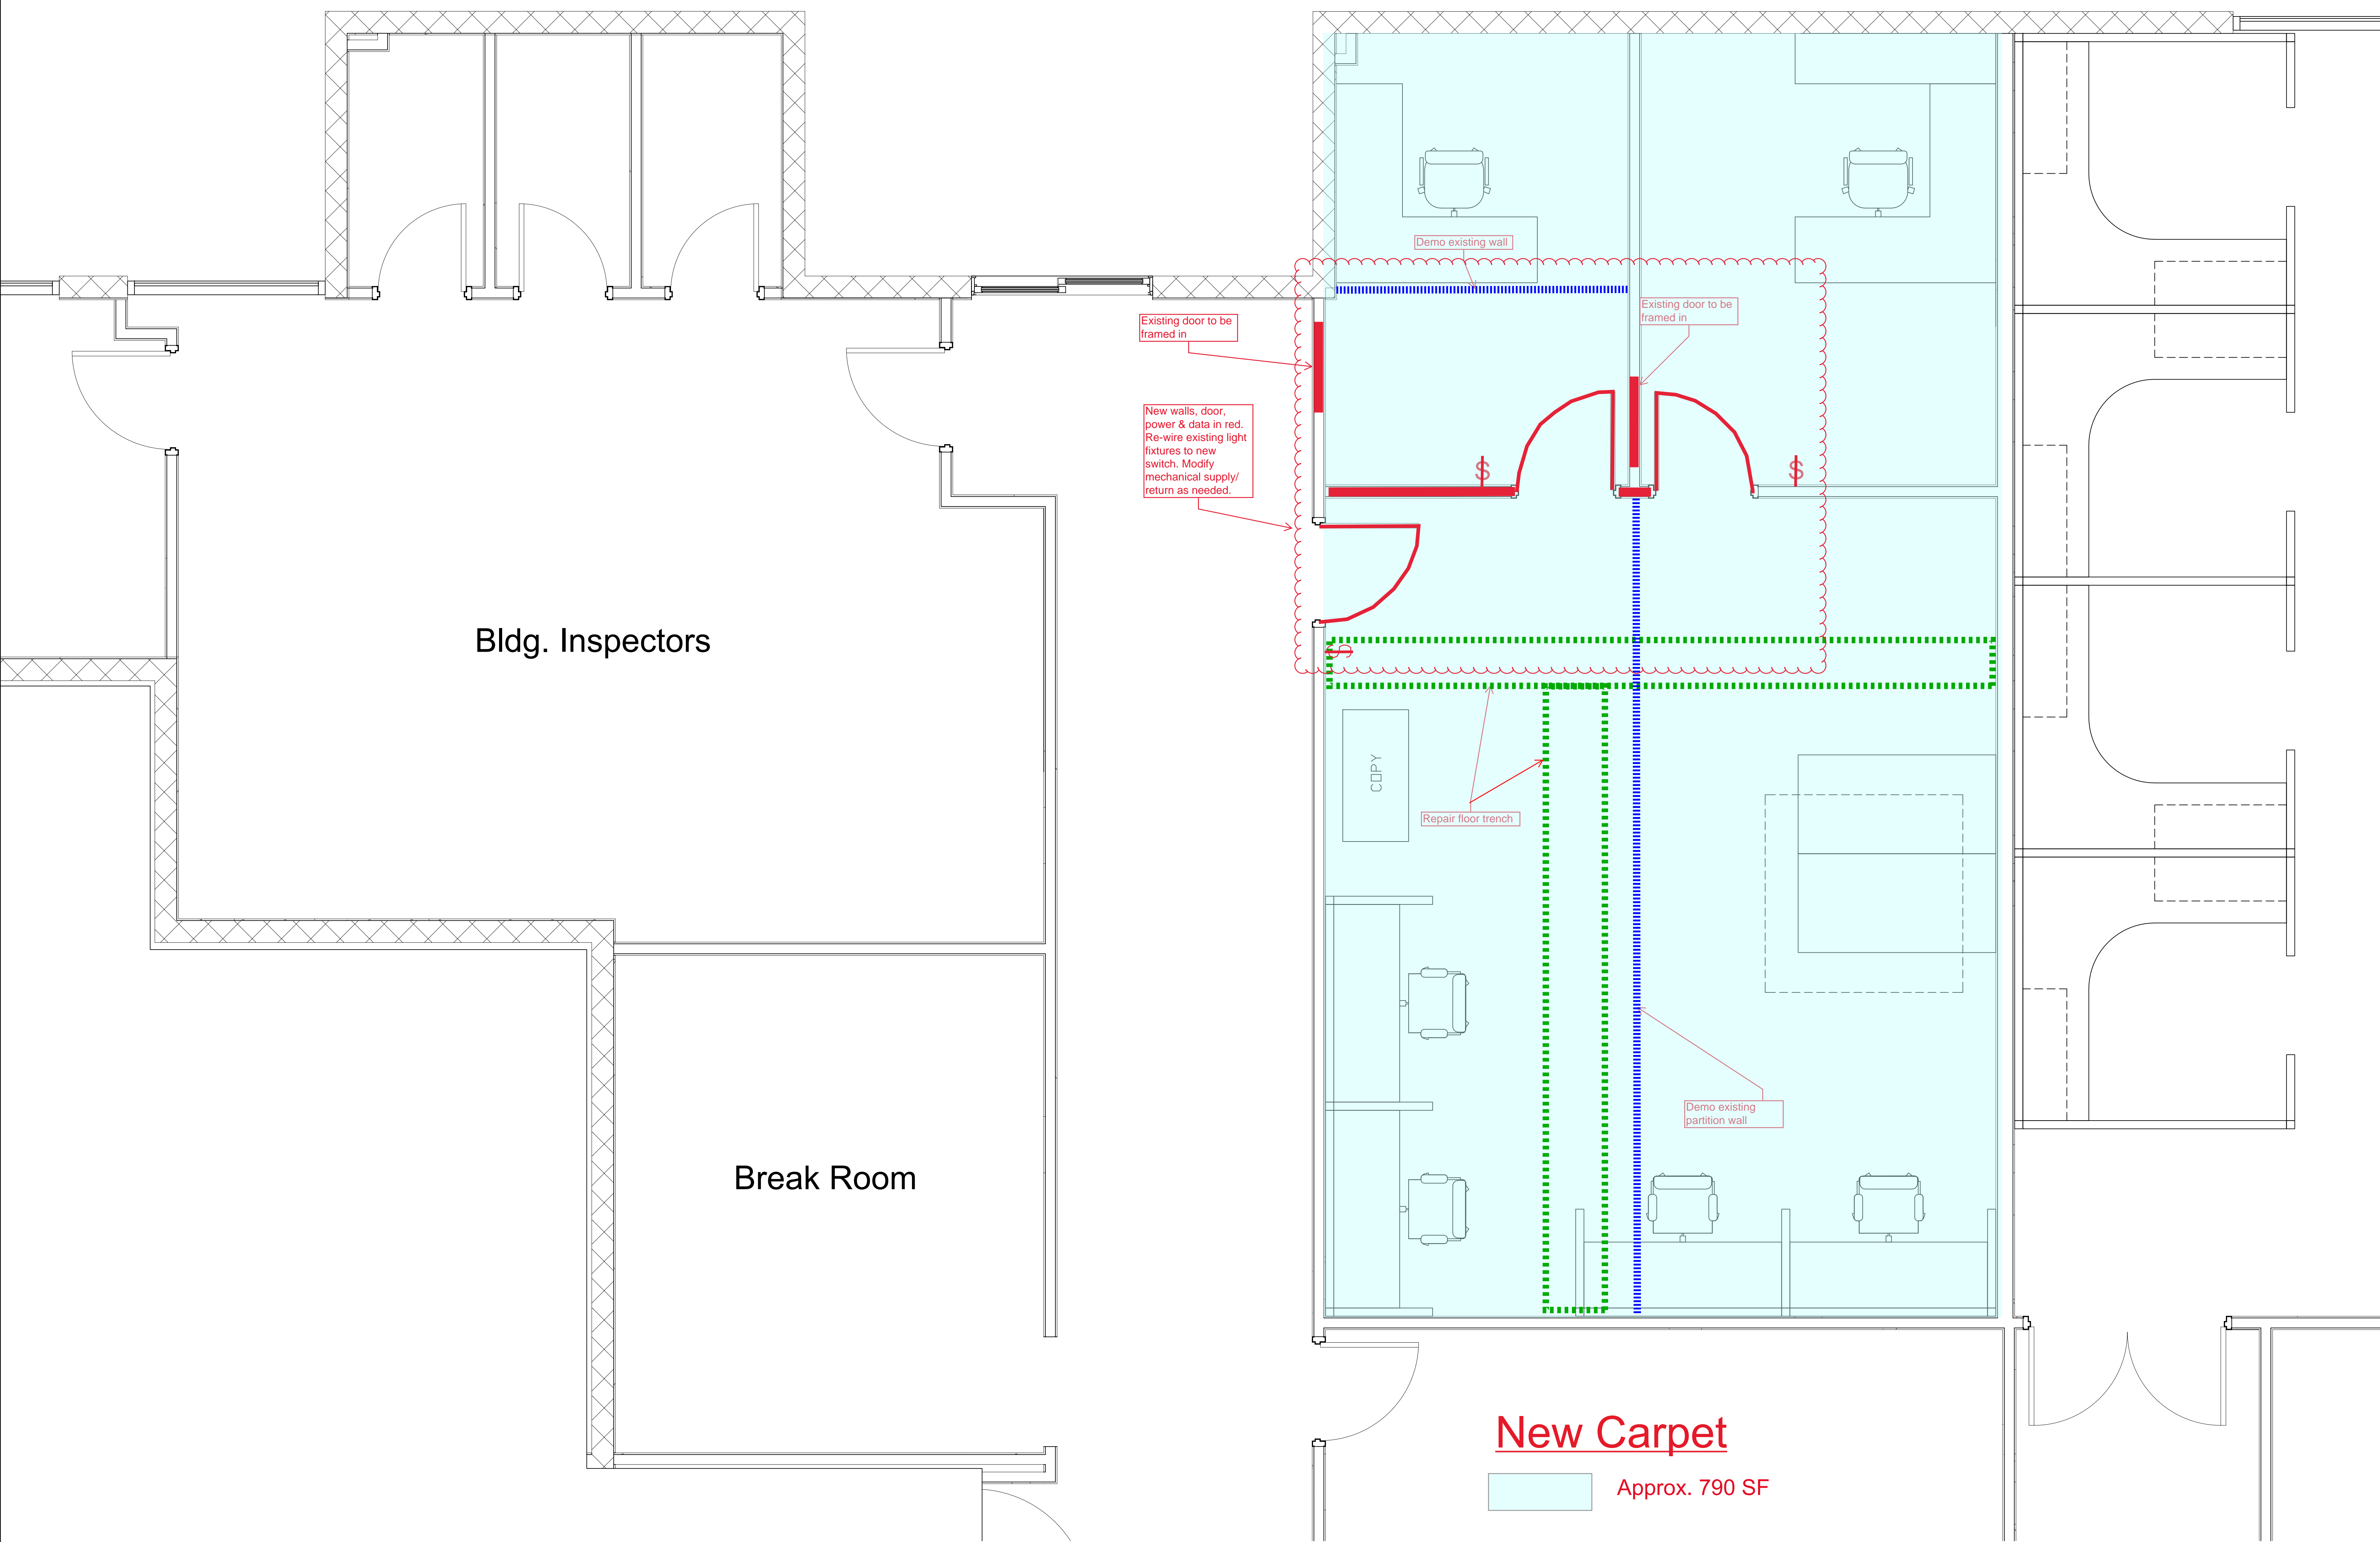 Demo existing wall
Existing door to be
framed in
Existing door to be
framed in
New walls, door,
power & data in red.
Re-wire existing light
fixtures to new
switch. Modify
mechanical supply/
return as needed.
$
$
$
Bldg. Inspectors
COPY
Repair floor trench
Demo existing
partition wall
Break Room
New Carpet
Approx. 790 SF